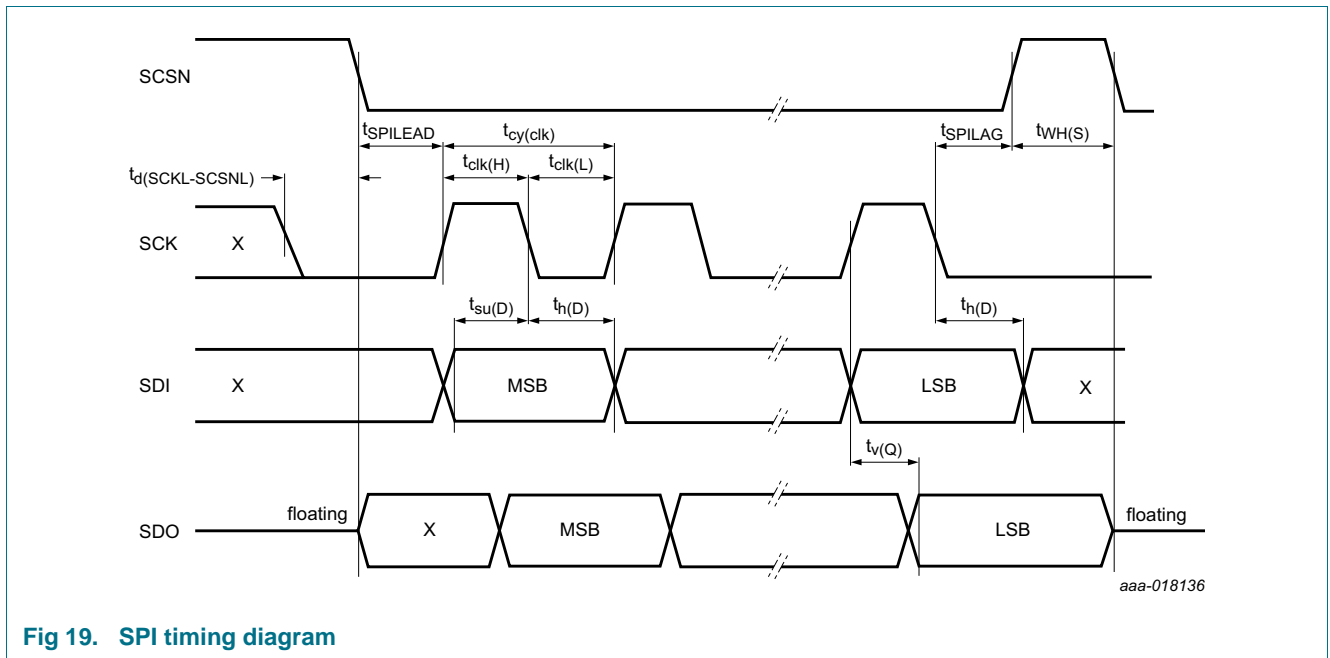 SCSN
tSPILEAD
tcy(clk)
tSPILAG
tWH(S)
td(SCKL-SCSNL)
tclk(H)
tclk(L)
SCK
X
tsu(D)
th(D)
th(D)
SDI
X
MSB
LSB
X
tv(Q)
SDO
floating
X
MSB
LSB
floating
aaa-018136
Fig 19. SPI timing diagram